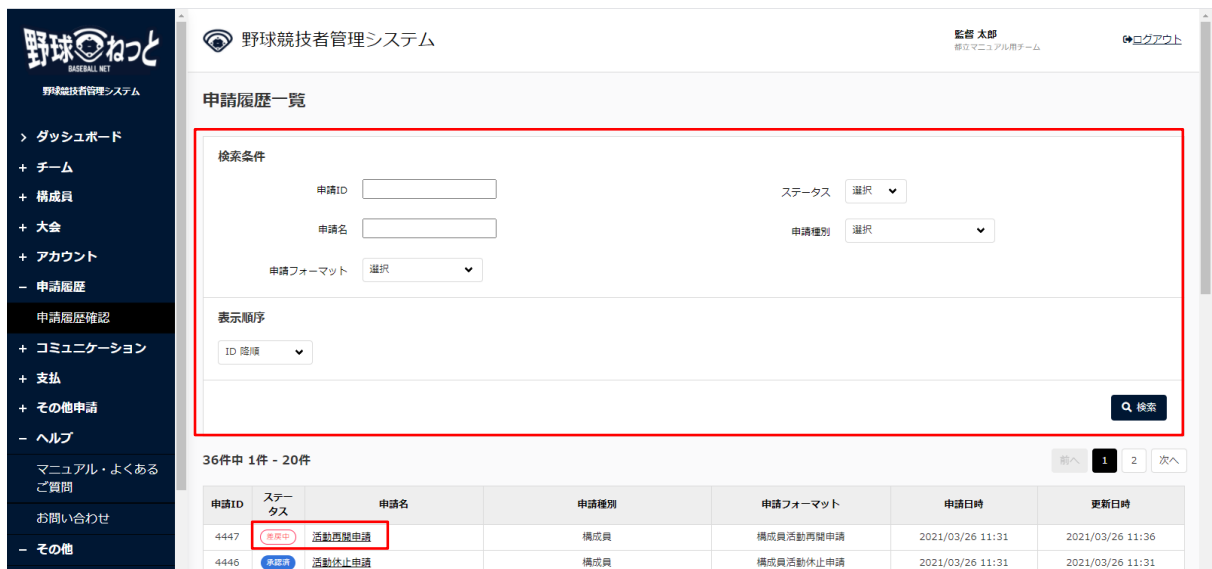 野球ねっと
BASEBALL NET
野球競技者管理システム
> ダッシュボード
+ チーム
+ 構成員
+ 大会
+ アカウント
− 申請履歴
申請履歴確認
+ コミュニケーション
+ 支払
+ その他申請
− ヘルプ
マニュアル・よくある
ご質問
お問い合わせ
− その他
野球競技者管理システム
監督 太郎
都立マニュアル用チーム
ログアウト
申請履歴一覧
検索条件
申請ID
ステータス 選択
申請名
申請種別 選択
申請フォーマット 選択
表示順序
ID 降順
検索
36件中 1件 - 20件
前へ 1 2 次へ
申請ID ステー
タス 申請名 申請種別 申請フォーマット 申請日時 更新日時
4447 差戻中 活動再開申請 構成員 構成員活動再開申請 2021/03/26 11:31 2021/03/26 11:36
4446 承認済 活動休止申請 構成員 構成員活動休止申請 2021/03/26 11:31 2021/03/26 11:31